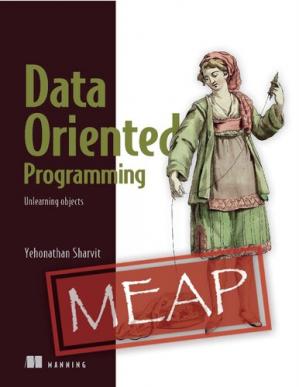 Data
Oriented
Programming
Unlearning objects
Yehonathan Sharvit
MEAP
MANNING